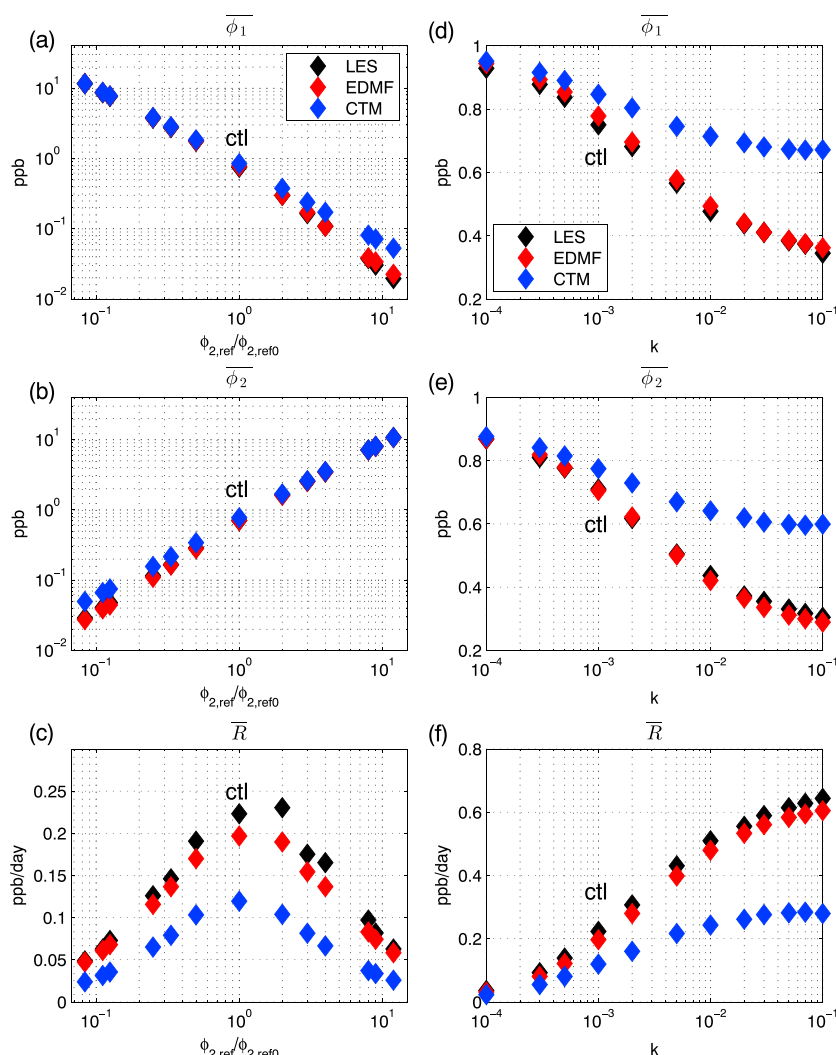 (a)
ϕ₁
10¹
10⁰
10⁻¹
10⁻²
ppb
LES
EDMF
CTM
ctl
10⁻¹
10⁰
10¹
ϕ₂,ref/ϕ₂,ref0
(d)
ϕ₁
1
0.8
0.6
0.4
0.2
ppb
ctl
LES
EDMF
CTM
10⁻⁴
10⁻³
10⁻²
10⁻¹
k
(b)
ϕ₂
10¹
10⁰
10⁻¹
10⁻²
ppb
ctl
10⁻¹
10⁰
10¹
ϕ₂,ref/ϕ₂,ref0
(e)
ϕ₂
1
0.8
0.6
0.4
0.2
ppb
ctl
10⁻⁴
10⁻³
10⁻²
10⁻¹
k
(c)
R
0.25
0.2
0.15
0.1
0.05
0
ppb/day
ctl
10⁻¹
10⁰
10¹
ϕ₂,ref/ϕ₂,ref0
(f)
R
0.8
0.6
0.4
0.2
0
ppb/day
ctl
10⁻⁴
10⁻³
10⁻²
10⁻¹
k